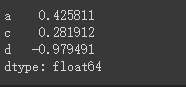 a    0.425811
c    0.281912
d   -0.979491
dtype: float64